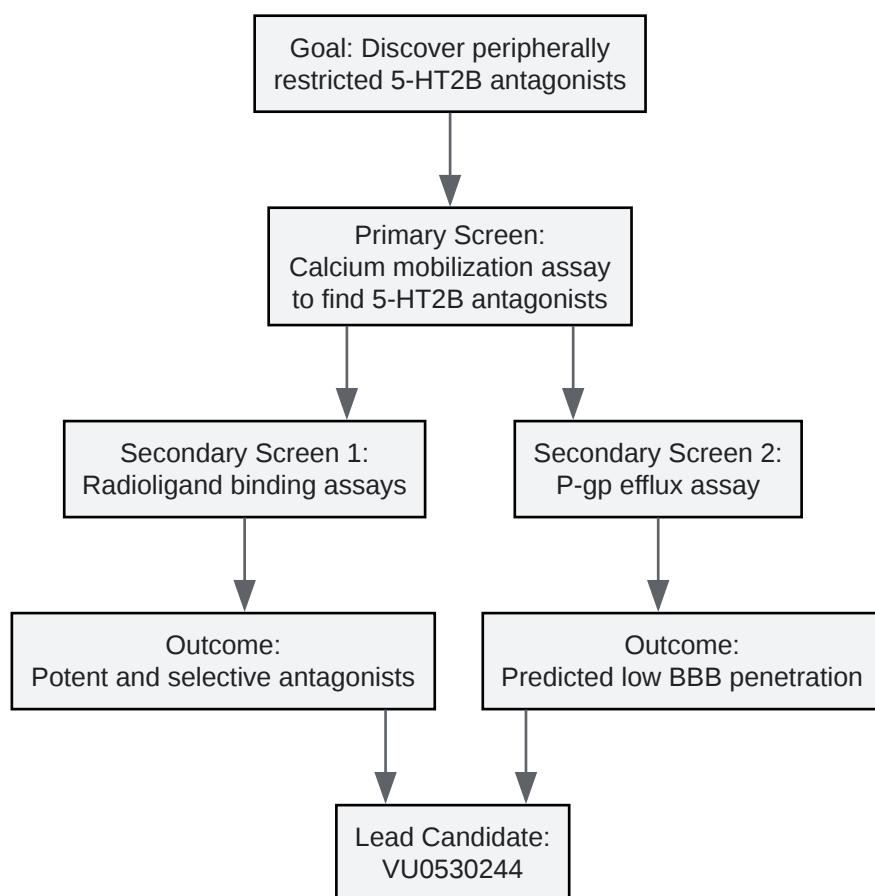 Goal: Discover peripherally
restricted 5-HT2B antagonists
Primary Screen:
Calcium mobilization assay
to find 5-HT2B antagonists
Secondary Screen 1:
Radioligand binding assays
Secondary Screen 2:
P-gp efflux assay
Outcome:
Potent and selective antagonists
Outcome:
Predicted low BBB penetration
Lead Candidate:
VU0530244